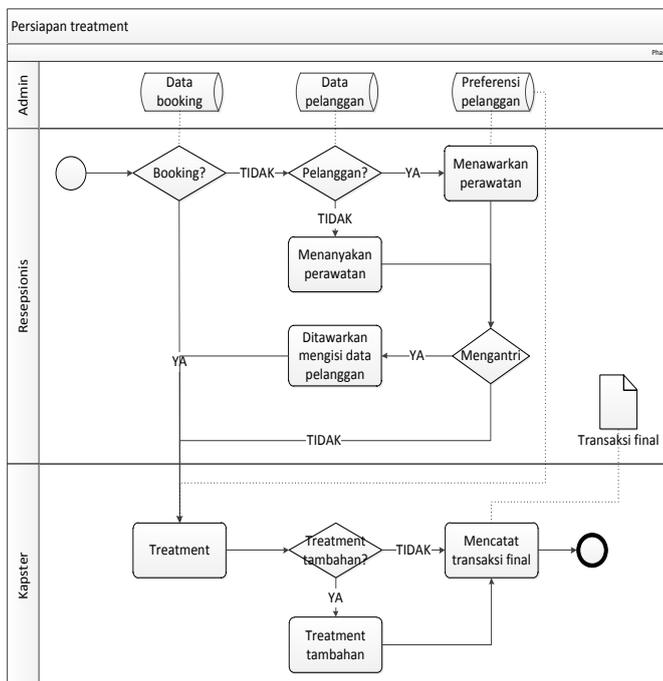 Persiapan treatment
Pha
Admin
Data
booking
Data
pelanggan
Preferensi
pelanggan
Resepsionis
Booking?
TIDAK
Pelanggan?
YA
Menawarkan
perawatan
TIDAK
Menanyakan
perawatan
YA
Ditawarkan
mengisi data
pelanggan
YA
Mengantri
TIDAK
Transaksi final
Kapster
Treatment
Treatment
tambahan?
TIDAK
Mencatat
transaksi final
YA
Treatment
tambahan